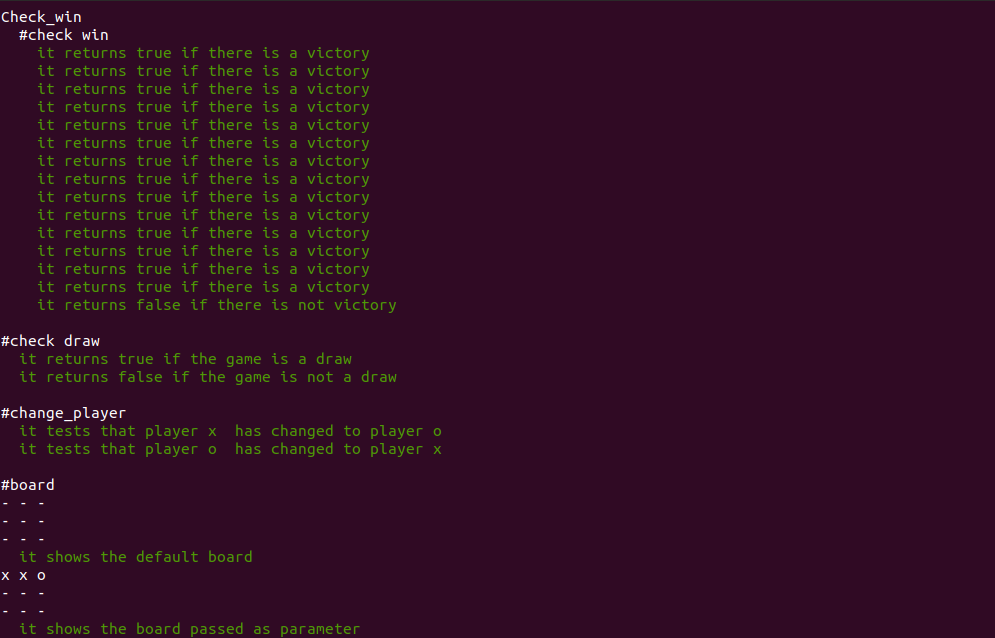 Check_win
  #check win
    it returns true if there is a victory
    it returns true if there is a victory
    it returns true if there is a victory
    it returns true if there is a victory
    it returns true if there is a victory
    it returns true if there is a victory
    it returns true if there is a victory
    it returns true if there is a victory
    it returns true if there is a victory
    it returns true if there is a victory
    it returns true if there is a victory
    it returns true if there is a victory
    it returns true if there is a victory
    it returns true if there is a victory
    it returns false if there is not victory

#check draw
  it returns true if the game is a draw
  it returns false if the game is not a draw

#change_player
  it tests that player x  has changed to player o
  it tests that player o  has changed to player x

#board
- - -
- - -
- - -
  it shows the default board
x x o
- - -
- - -
  it shows the board passed as parameter